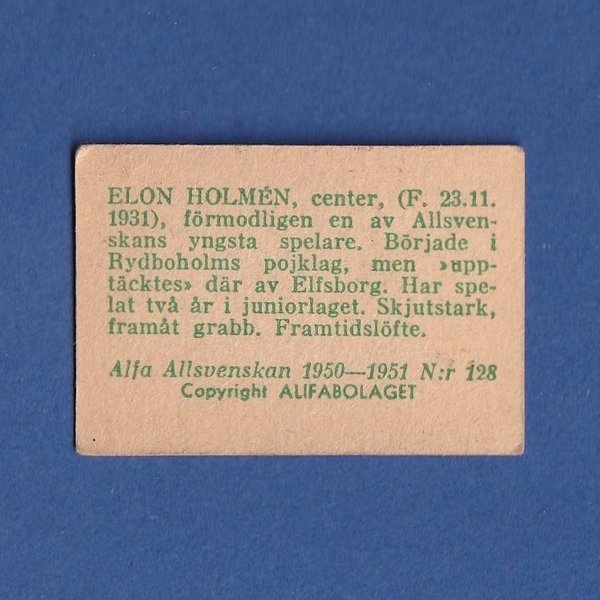 ELON HOLMÉN, center, (F. 23.11.
1931), förmodligen en av Allsven-
skans yngsta spelare. Började i
Rydboholms pojklag, men »upp-
täcktes» där av Elfsborg. Har spe-
lat två år i juniorlaget. Skjutstark,
framåt grabb. Framtidslöfte.
Alfa Allsvenskan 1950—1951 N:r 128
Copyright ALIFABOLAGET